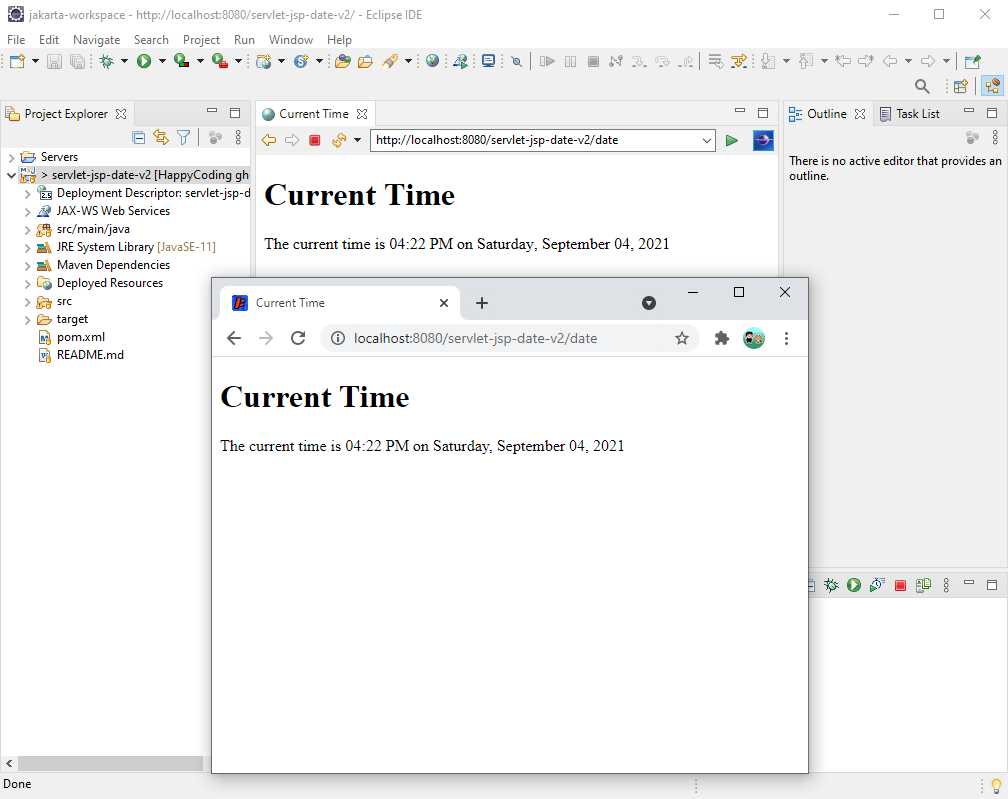 jakarta-workspace - http://localhost:8080/servlet-jsp-date-v2/ - Eclipse IDE
File Edit Navigate Search Project Run Window Help
Project Explorer
Servers
> servlet-jsp-date-v2 [HappyCoding gh
Deployment Descriptor: servlet-jsp-d
JAX-WS Web Services
src/main/java
JRE System Library [JavaSE-11]
Maven Dependencies
Deployed Resources
src
target
pom.xml
README.md
Current Time
http://localhost:8080/servlet-jsp-date-v2/date
Current Time
The current time is 04:22 PM on Saturday, September 04, 2021
Outline Task List
There is no active editor that provides an
outline.
Current Time
localhost:8080/servlet-jsp-date-v2/date
Current Time
The current time is 04:22 PM on Saturday, September 04, 2021
Done